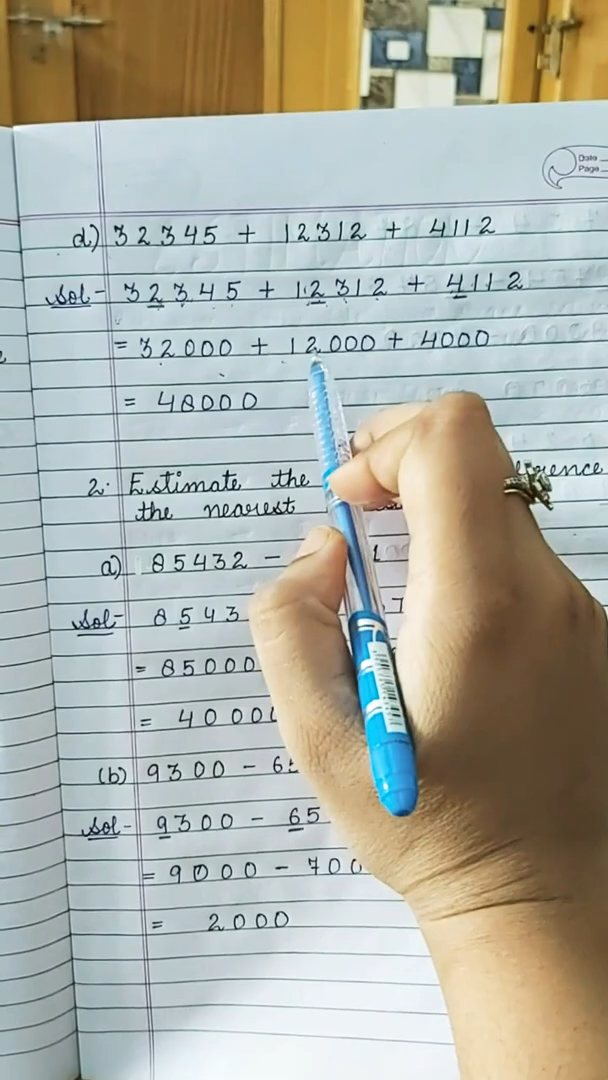 Date
Page
d.) 32345 + 12312 + 4112
Sol- 32345 + 12312 + 4112
= 32000 + 12000 + 4000
= 48000
2. Estimate the
the nearest
a) 85432 -
Sol- 8543
= 85000
= 4000
(b) 9300 - 6
Sol- 9300 - 65
= 9000 - 700
= 2000